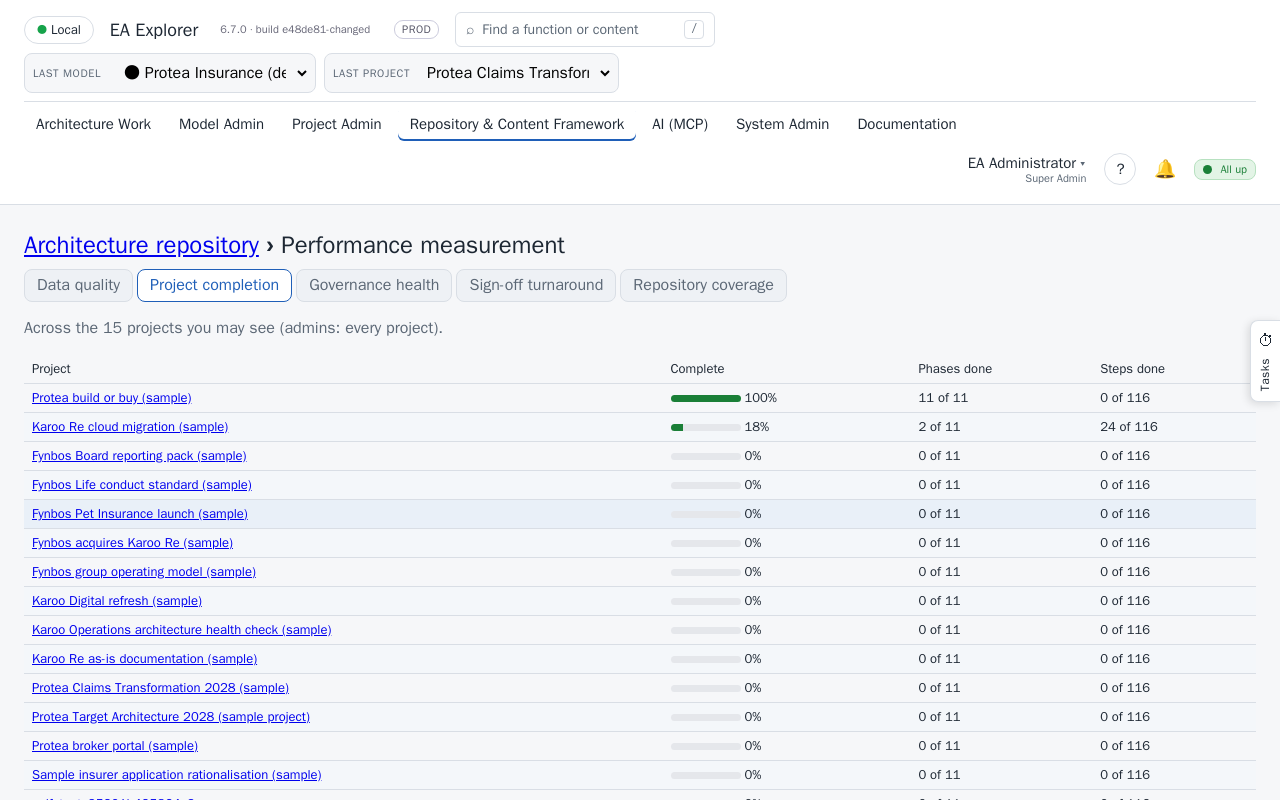 Local
EA Explorer
6.7.0 · build e48de81-changed
PROD
Find a function or content
/
LAST MODEL
Protea Insurance (de
LAST PROJECT
Protea Claims Transfor
Architecture Work
Model Admin
Project Admin
Repository & Content Framework
AI (MCP)
System Admin
Documentation
EA Administrator
Super Admin
?
All up
Architecture repository › Performance measurement
Data quality
Project completion
Governance health
Sign-off turnaround
Repository coverage
Across the 15 projects you may see (admins: every project).
Tasks
Project Complete Phases done Steps done
Protea build or buy (sample) 100% 11 of 11 0 of 116
Karoo Re cloud migration (sample) 18% 2 of 11 24 of 116
Fynbos Board reporting pack (sample) 0% 0 of 11 0 of 116
Fynbos Life conduct standard (sample) 0% 0 of 11 0 of 116
Fynbos Pet Insurance launch (sample) 0% 0 of 11 0 of 116
Fynbos acquires Karoo Re (sample) 0% 0 of 11 0 of 116
Fynbos group operating model (sample) 0% 0 of 11 0 of 116
Karoo Digital refresh (sample) 0% 0 of 11 0 of 116
Karoo Operations architecture health check (sample) 0% 0 of 11 0 of 116
Karoo Re as-is documentation (sample) 0% 0 of 11 0 of 116
Protea Claims Transformation 2028 (sample) 0% 0 of 11 0 of 116
Protea Target Architecture 2028 (sample project) 0% 0 of 11 0 of 116
Protea broker portal (sample) 0% 0 of 11 0 of 116
Sample insurer application rationalisation (sample) 0% 0 of 11 0 of 116